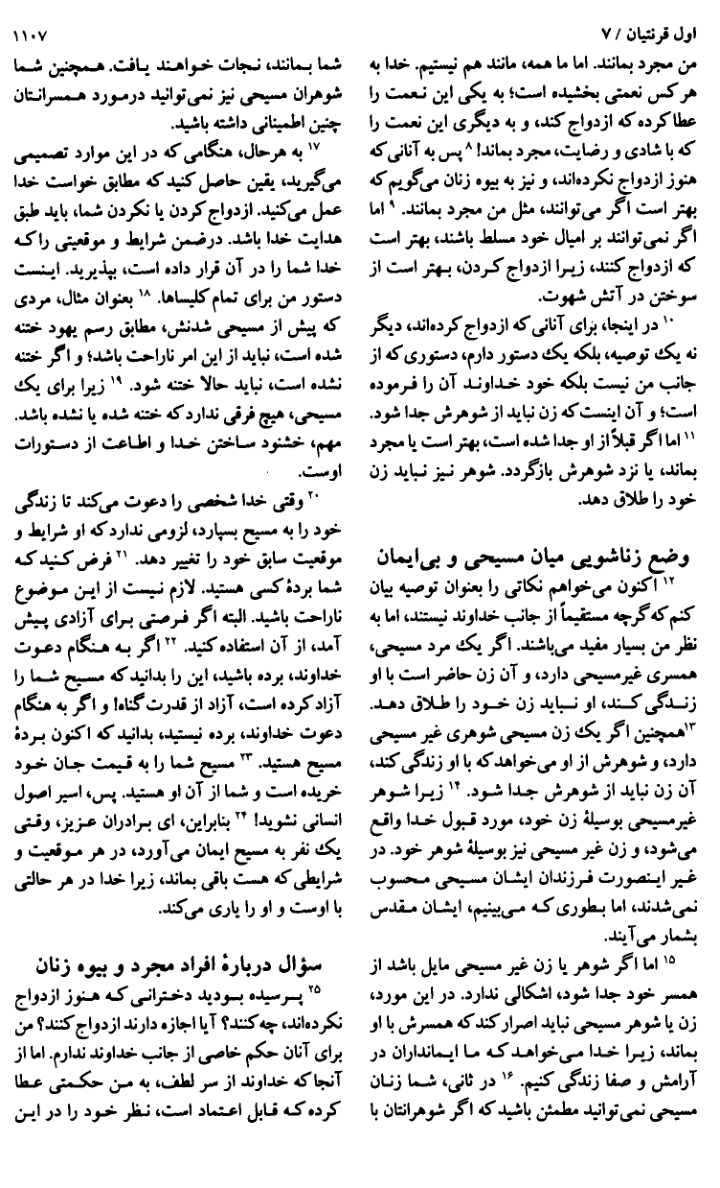 اول قرنتیان / ۷
۱۱۰۷
من مجرد بمانند. اما ما همه، مانند هم نیستیم. خدا به
هر کس نعمتی بخشیده است؛ به یکی این نعمت را
عطا کرده که ازدواج کند، و به دیگری این نعمت را
که با شادی و رضایت، مجرد بماند! ۸ پس به آنانی که
هنوز ازدواج نکرده‌اند، و نیز به بیوه زنان می‌گویم که
بهتر است اگر می‌توانند، مثل من مجرد بمانند. ۹ اما
اگر نمی‌توانند بر امیال خود مسلط باشند، بهتر است
که ازدواج کنند، زیرا ازدواج کردن، بهتر است از
سوختن در آتش شهوت.
۱۰ در اینجا، برای آنانی که ازدواج کرده‌اند، دیگر
نه یک توصیه، بلکه یک دستور دارم، دستوری که از
جانب من نیست بلکه خود خداوند آن را فرموده
است؛ و آن اینست که زن نباید از شوهرش جدا شود.
۱۱ اما اگر قبلاً از او جدا شده است، بهتر است یا مجرد
بماند، یا نزد شوهرش بازگردد. شوهر نیز نباید زن
خود را طلاق دهد.
وضع زناشویی میان مسیحی و بی‌ایمان
۱۲ اکنون می‌خواهم نکاتی را بعنوان توصیه بیان
کنم که گرچه مستقیماً از جانب خداوند نیستند، اما به
نظر من بسیار مفید می‌باشند. اگر یک مرد مسیحی،
همسری غیرمسیحی دارد، و آن زن حاضر است با او
زندگی کند، او نباید زن خود را طلاق دهد.
۱۳همچنین اگر یک زن مسیحی شوهری غیر مسیحی
دارد، و شوهرش از او می‌خواهد که با او زندگی کند،
آن زن نباید از شوهرش جدا شود. ۱۴ زیرا شوهر
غیرمسیحی بوسیلهٔ زن خود، مورد قبول خدا واقع
می‌شود، و زن غیر مسیحی نیز بوسیلهٔ شوهر خود. در
غیر اینصورت فرزندان ایشان مسیحی محسوب
نمی‌شدند، اما بطوری که می‌بینیم، ایشان مقدس
بشمار می‌آیند.
۱۵ اما اگر شوهر یا زن غیر مسیحی مایل باشد از
همسر خود جدا شود، اشکالی ندارد. در این مورد،
زن یا شوهر مسیحی نباید اصرار کند که همسرش با او
بماند، زیرا خدا می‌خواهد که ما ایمانداران در
آرامش و صفا زندگی کنیم. ۱۶ در ثانی، شما زنان
مسیحی نمی‌توانید مطمئن باشید که اگر شوهرانتان با
شما بمانند، نجات خواهند یافت. همچنین شما
شوهران مسیحی نیز نمی‌توانید درمورد همسرانتان
چنین اطمینانی داشته باشید.
۱۷ به هرحال، هنگامی که در این موارد تصمیمی
می‌گیرید، یقین حاصل کنید که مطابق خواست خدا
عمل می‌کنید. ازدواج کردن یا نکردن شما، باید طبق
هدایت خدا باشد. درضمن شرایط و موقعیتی را که
خدا شما را در آن قرار داده است، بپذیرید. اینست
دستور من برای تمام کلیساها. ۱۸ بعنوان مثال، مردی
که پیش از مسیحی شدنش، مطابق رسم یهود ختنه
شده است، نباید از این امر ناراحت باشد؛ و اگر ختنه
نشده است، نباید حالا ختنه شود. ۱۹ زیرا برای یک
مسیحی، هیچ فرقی ندارد که ختنه شده یا نشده باشد.
مهم، خشنود ساختن خدا و اطاعت از دستورات
اوست.
۲۰ وقتی خدا شخصی را دعوت می‌کند تا زندگی
خود را به مسیح بسپارد، لزومی ندارد که او شرایط و
موقعیت سابق خود را تغییر دهد. ۲۱ فرض کنید که
شما بردهٔ کسی هستید. لازم نیست از این موضوع
ناراحت باشید. البته اگر فرصتی برای آزادی پیش
آمد، از آن استفاده کنید. ۲۲ اگر به هنگام دعوت
خداوند، برده باشید، این را بدانید که مسیح شما را
آزاد کرده است، آزاد از قدرت گناه! و اگر به هنگام
دعوت خداوند، برده نیستید، بدانید که اکنون بردهٔ
مسیح هستید. ۲۳ مسیح شما را به قیمت جان خود
خریده است و شما از آن او هستید. پس، اسیر اصول
انسانی نشوید! ۲۴ بنابراین، ای برادران عزیز، وقتی
یک نفر به مسیح ایمان می‌آورد، در هر موقعیت و
شرایطی که هست باقی بماند، زیرا خدا در هر حالتی
با اوست و او را یاری می‌کند.
سؤال دربارهٔ افراد مجرد و بیوه زنان
۲۵ پرسیده بودید دخترانی که هنوز ازدواج
نکرده‌اند، چه کنند؟ آیا اجازه دارند ازدواج کنند؟ من
برای آنان حکم خاصی از جانب خداوند ندارم. اما از
آنجا که خداوند از سر لطف، به من حکمتی عطا
کرده که قابل اعتماد است، نظر خود را در این